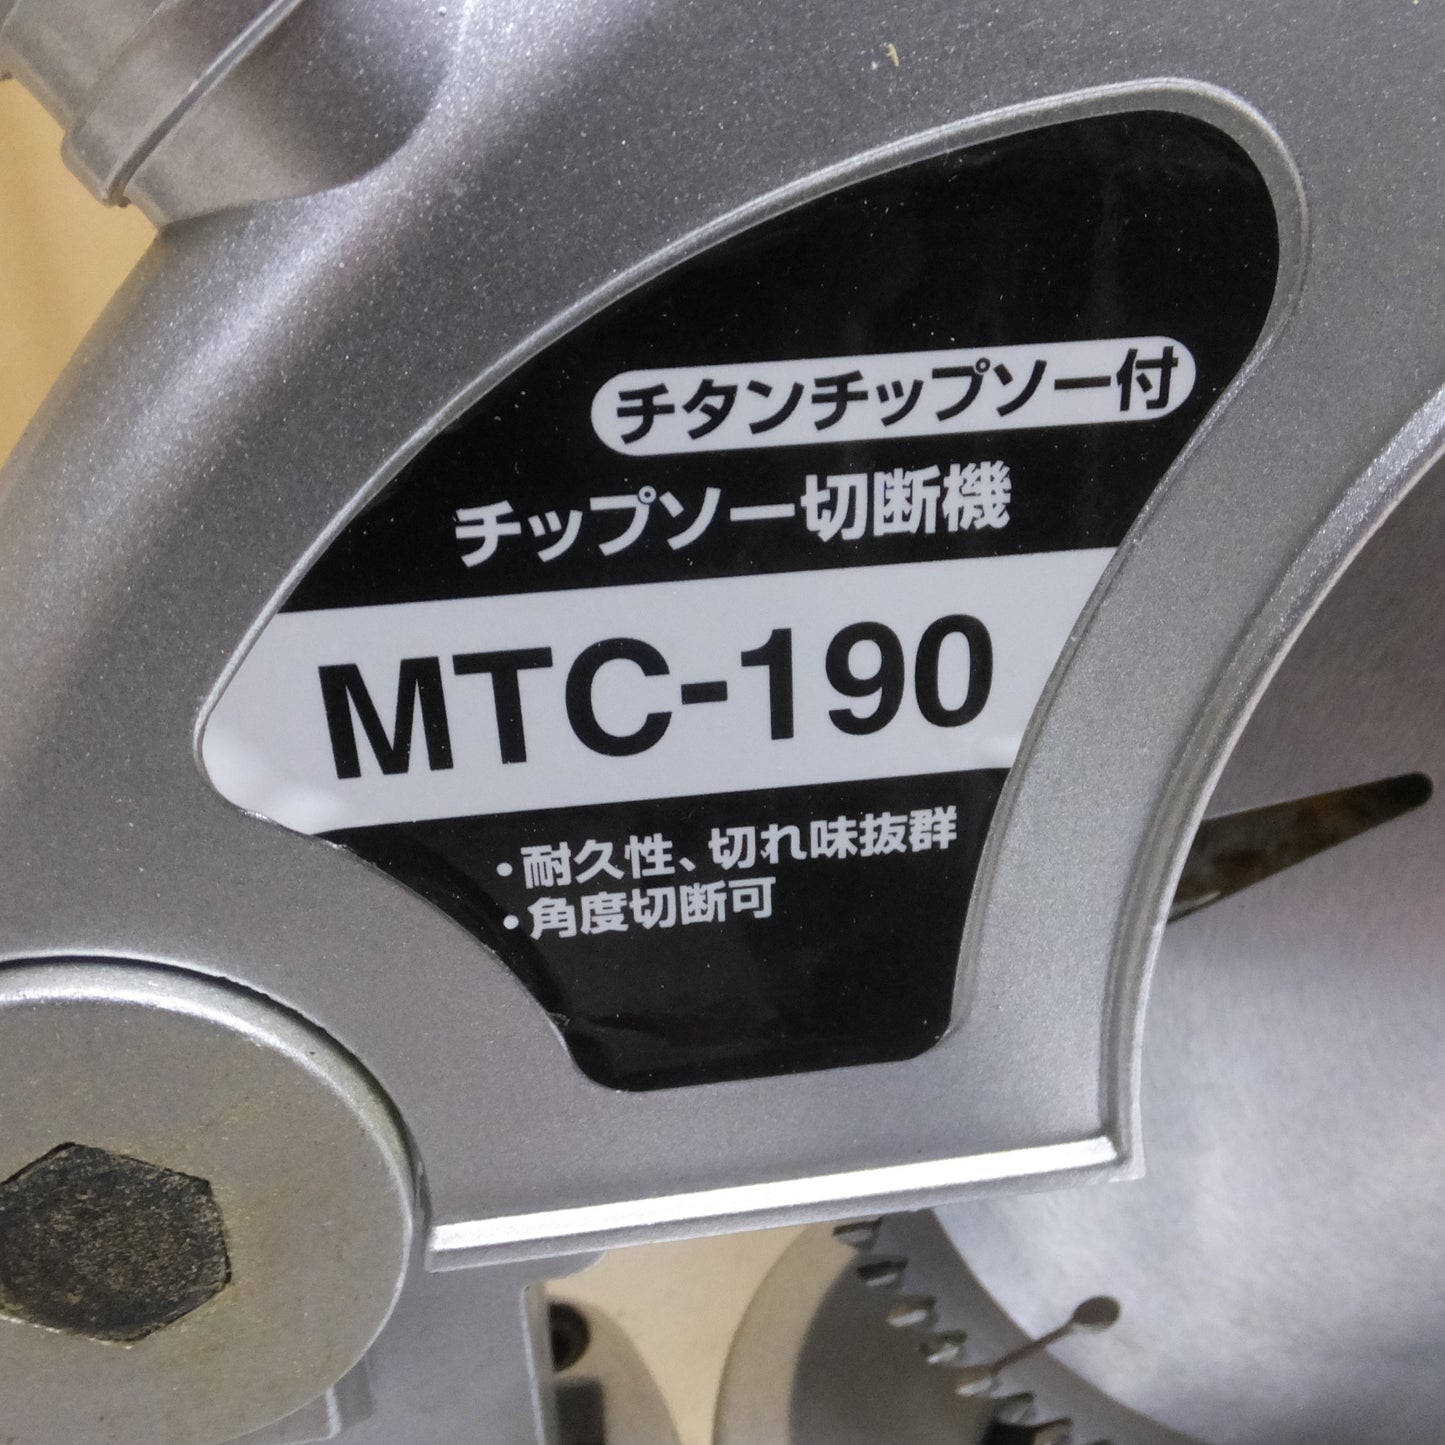 チタンチップソー付
チップソー切断機
MTC-190
・耐久性、切れ味抜群
・角度切断可